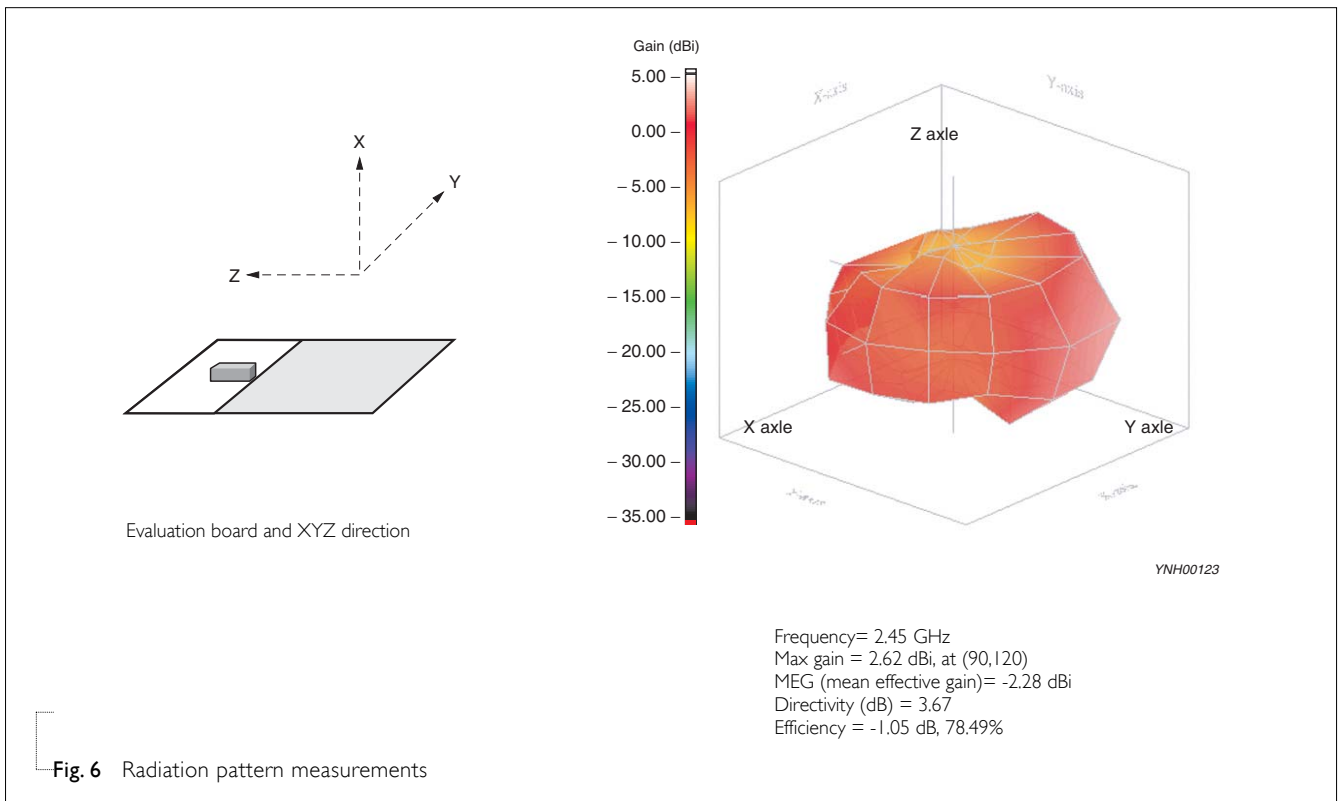 Gain (dBi)
5.00
0.00
– 5.00
– 10.00
– 15.00
– 20.00
– 25.00
– 30.00
– 35.00
X
Y
Z
Evaluation board and XYZ direction
Y-axis
Z axle
X axle
Y axle
YNH00123
Frequency= 2.45 GHz
Max gain = 2.62 dBi, at (90,120)
MEG (mean effective gain)= -2.28 dBi
Directivity (dB) = 3.67
Efficiency = -1.05 dB, 78.49%
Fig. 6 Radiation pattern measurements